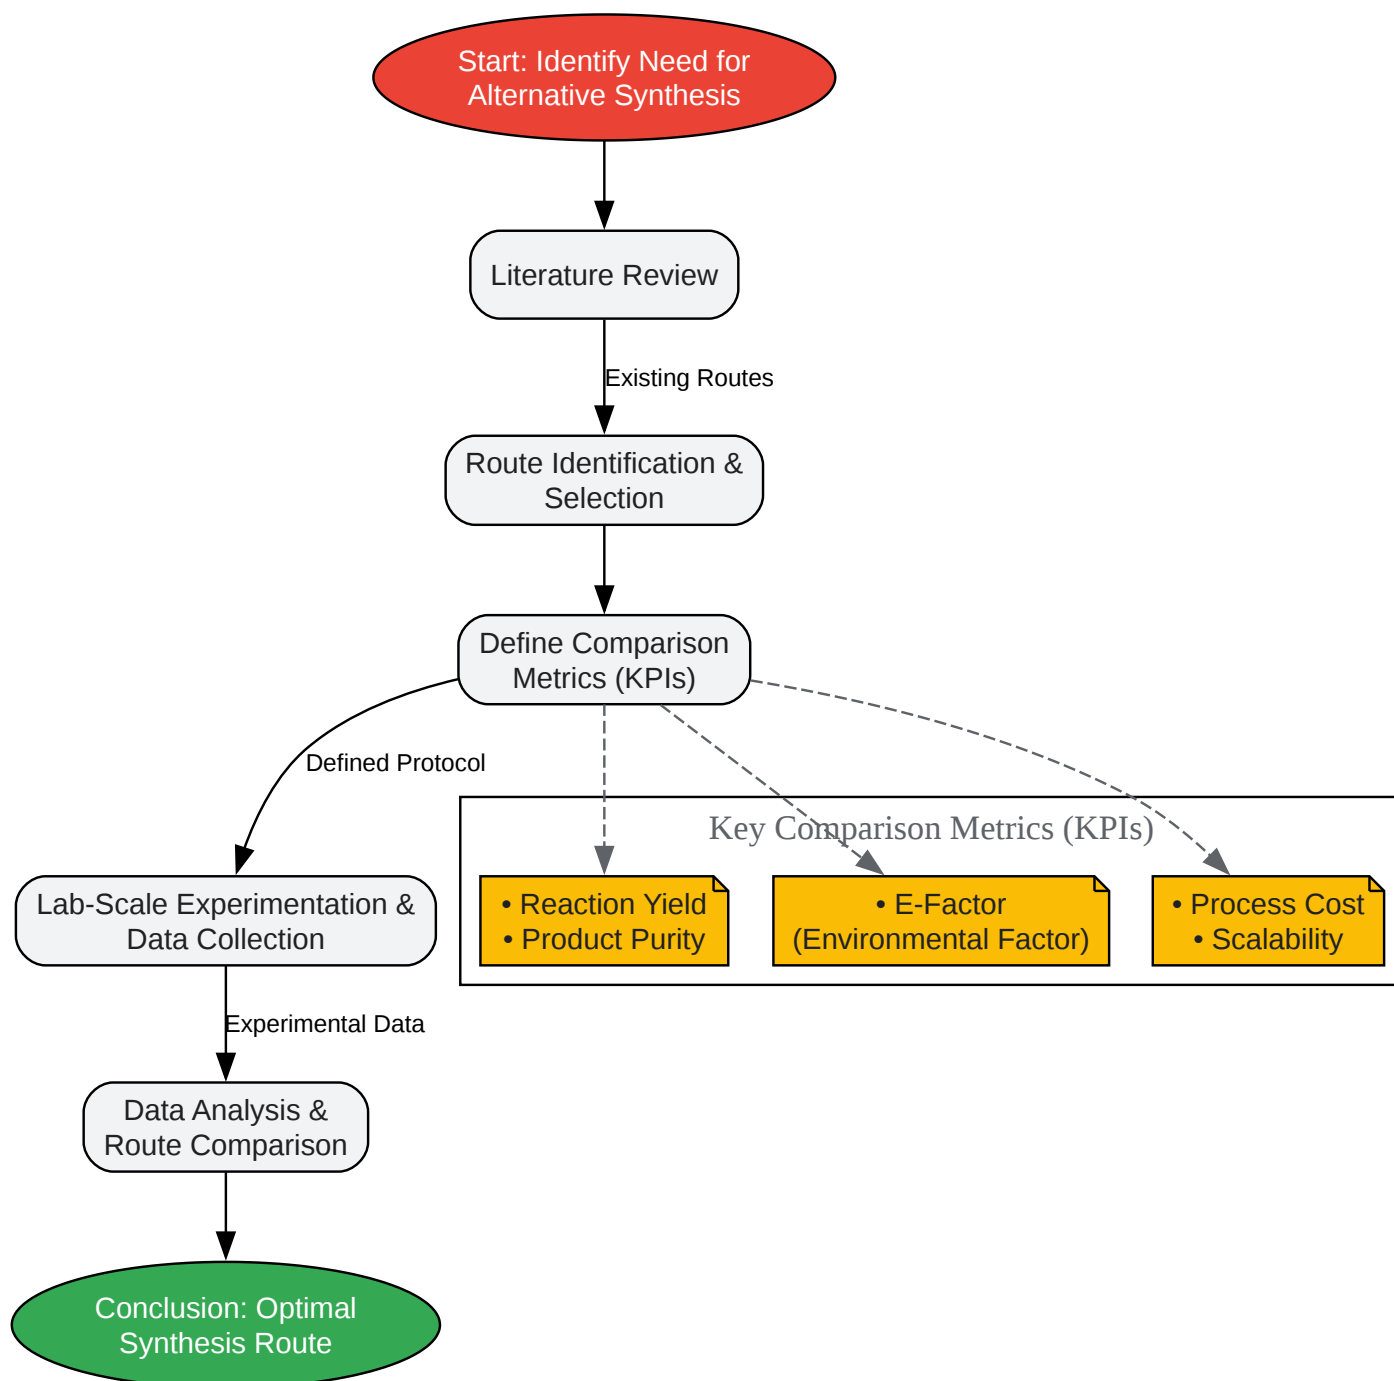 Start: Identify Need for
Alternative Synthesis
Literature Review
Existing Routes
Route Identification &
Selection
Define Comparison
Metrics (KPIs)
Defined Protocol
Key Comparison Metrics (KPIs)
Lab-Scale Experimentation &
Data Collection
• Reaction Yield
• Product Purity
• E-Factor
(Environmental Factor)
• Process Cost
• Scalability
Experimental Data
Data Analysis &
Route Comparison
Conclusion: Optimal
Synthesis Route